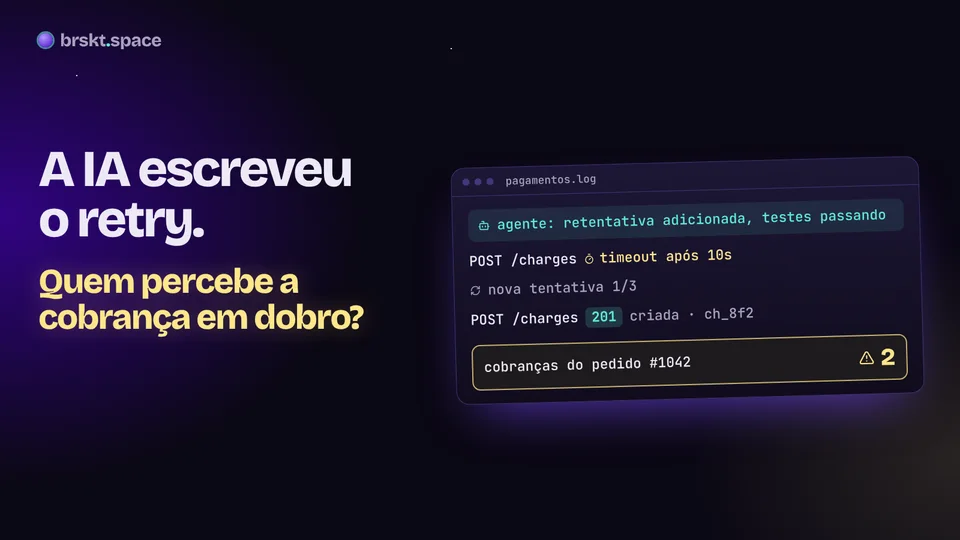 brskt.space
A IA escreveu
o retry.
Quem percebe a
cobrança em dobro?
pagamentos.log
agente: retentativa adicionada, testes passando
POST /charges timeout após 10s
nova tentativa 1/3
POST /charges 201 criada · ch_8f2
cobranças do pedido #1042 2